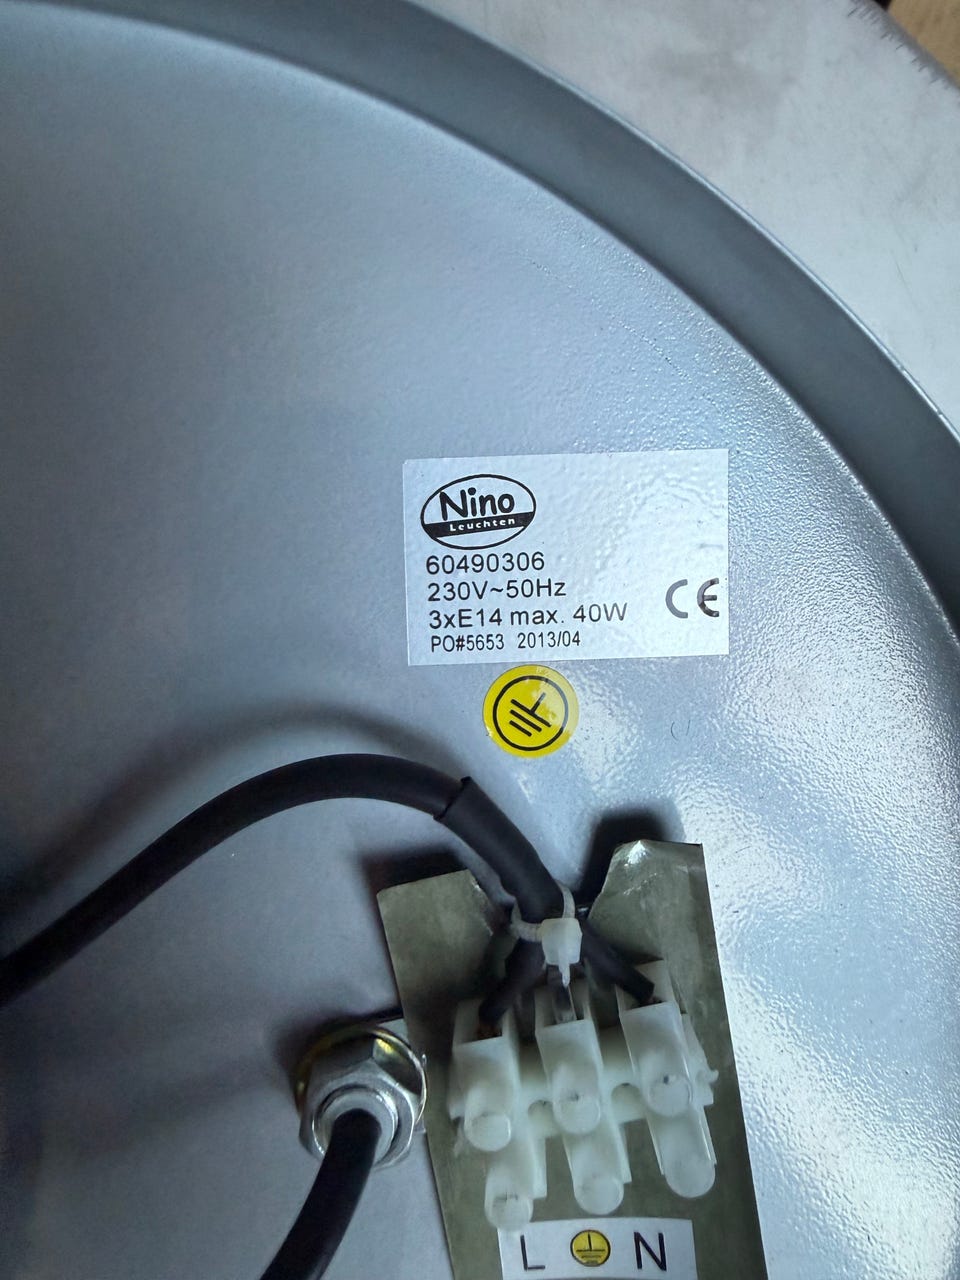 Nino
Leuchten
60490306
230V~50Hz
3xE14 max. 40W
CE
PO#5653 2013/04
L N